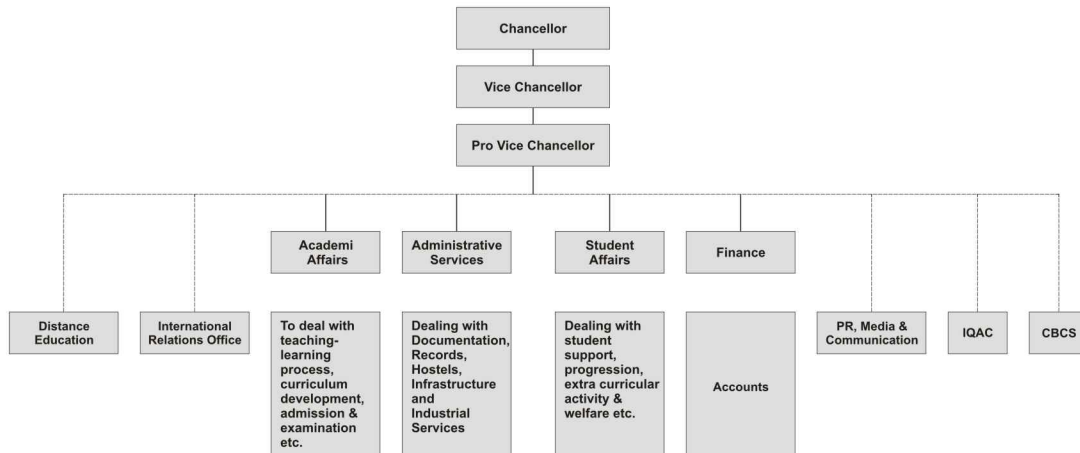 Chancellor
Vice Chancellor
Pro Vice Chancellor
Academi
Affairs
Administrative
Services
Student
Affairs
Finance
Distance
Education
International
Relations Office
To deal with
teaching-
learning
process,
curriculum
development,
admission &
examination
etc.
Dealing with
Documentation,
Records,
Hostels,
Infrastructure
and
Industrial
Services
Dealing with
student
support,
progression,
extra curricular
activity &
welfare etc.
Accounts
PR, Media &
Communication
IQAC
CBCS